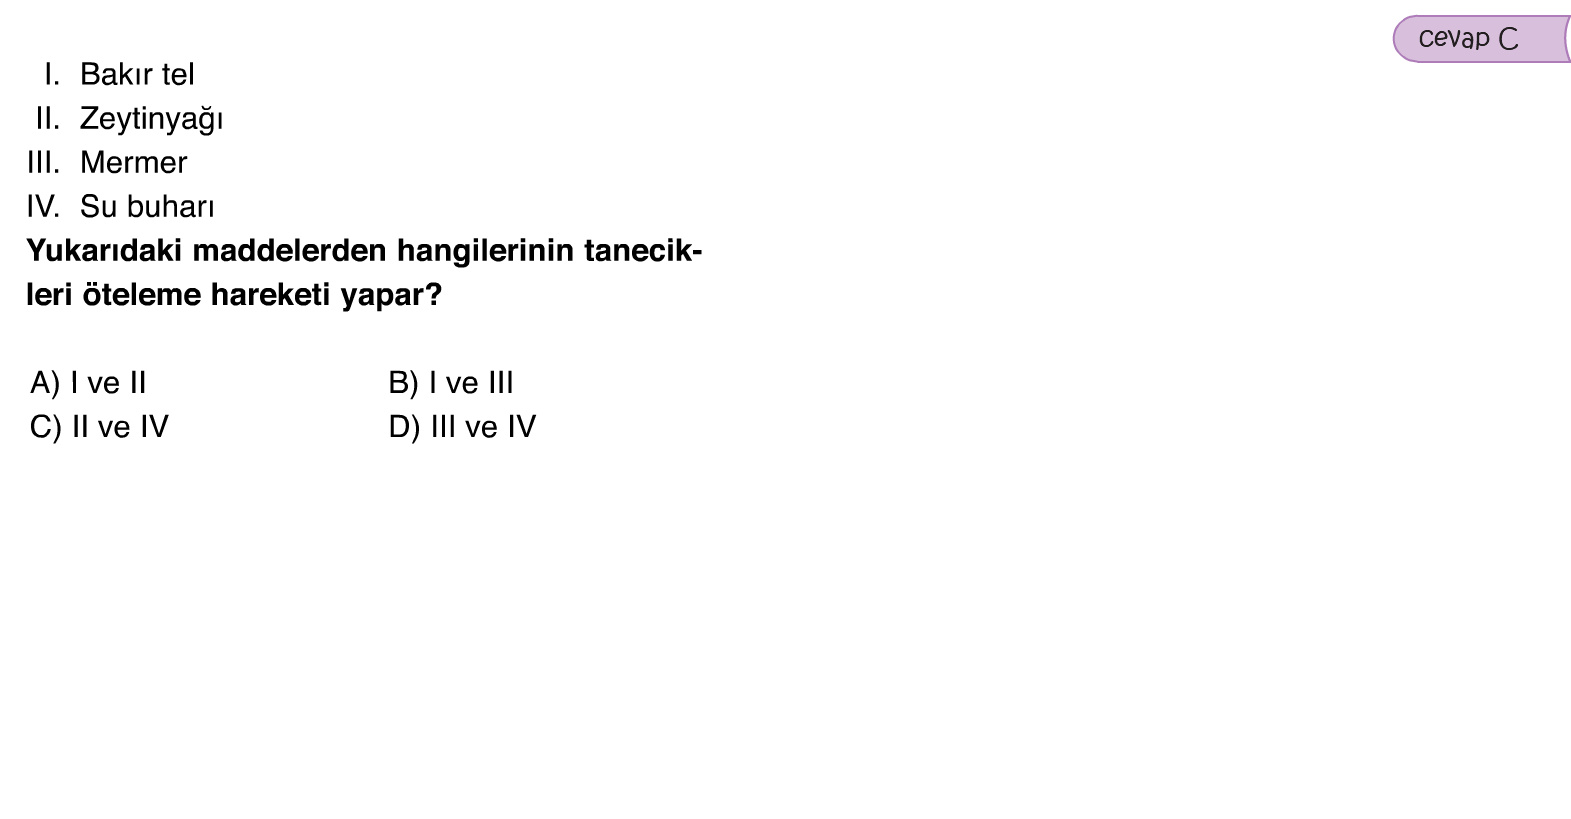 cevap C
I. Bakır tel
II. Zeytinyağı
III. Mermer
IV. Su buharı
Yukarıdaki maddelerden hangilerinin tanecik-
leri öteleme hareketi yapar?
A) I ve II B) I ve III
C) II ve IV D) III ve IV